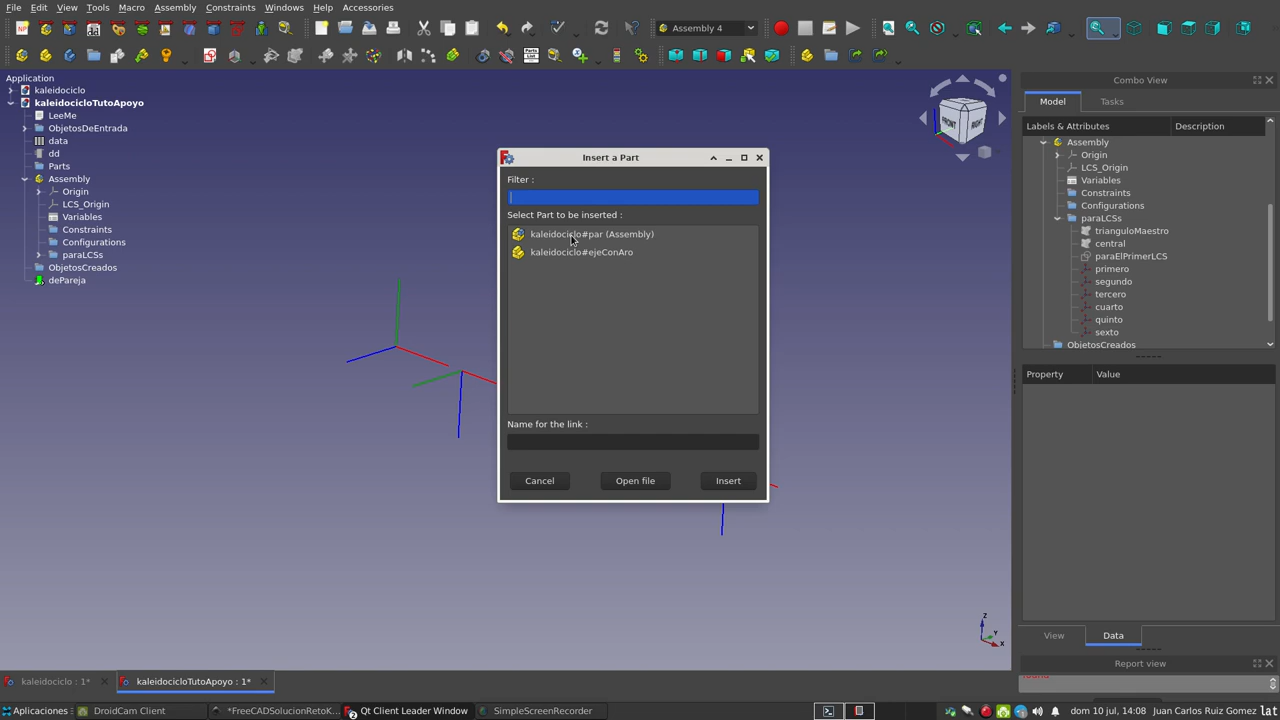 File Edit View Tools Macro Assembly Constraints Windows Help Accessories
Assembly 4
Parts List
Application
kaleidociclo
kaleidocicloTutoApoyo
LeeMe
ObjetosDeEntrada
data
dd
Parts
Assembly
Origin
LCS_Origin
Variables
Constraints
Configurations
paraLCSs
ObjetosCreados
dePareja
FRONT RIGHT
Insert a Part
Filter :
Select Part to be inserted :
kaleidociclo#par (Assembly)
kaleidociclo#ejeConAro
Name for the link :
Cancel Open file Insert
Z
Y
X
Combo View
Model Tasks
Labels & Attributes Description
Assembly
Origin
LCS_Origin
Variables
Constraints
Configurations
paraLCSs
trianguloMaestro
central
paraElPrimerLCS
primero
segundo
tercero
cuarto
quinto
sexto
ObjetosCreados
Property Value
View Data
Report view
kaleidociclo : 1* kaleidocicloTutoApoyo : 1*
Aplicaciones DroidCam Client *FreeCADSolucionRetoK... 2 Qt Client Leader Window SimpleScreenRecorder dom 10 jul, 14:08 Juan Carlos Ruiz Gomez lat